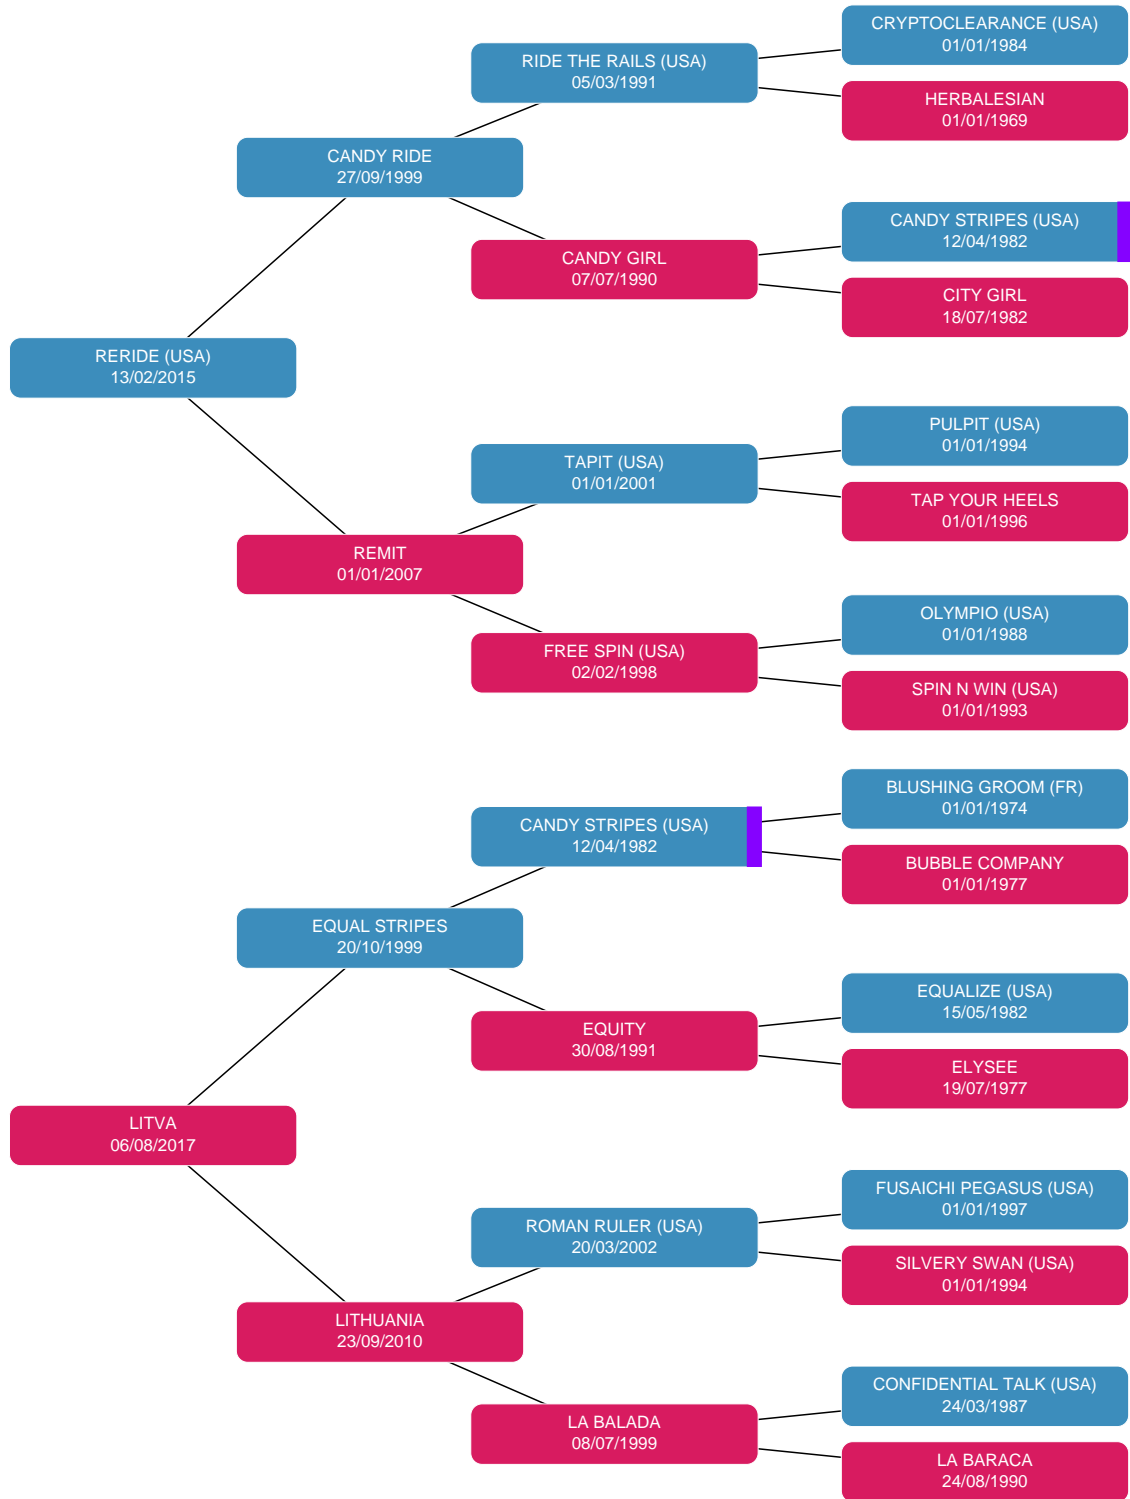 CRYPTOCLEARANCE (USA)
01/01/1984
RIDE THE RAILS (USA)
05/03/1991
HERBALESIAN
01/01/1969
CANDY RIDE
27/09/1999
CANDY STRIPES (USA)
12/04/1982
CANDY GIRL
07/07/1990
CITY GIRL
18/07/1982
RERIDE (USA)
13/02/2015
PULPIT (USA)
01/01/1994
TAPIT (USA)
01/01/2001
TAP YOUR HEELS
01/01/1996
REMIT
01/01/2007
OLYMPIO (USA)
01/01/1988
FREE SPIN (USA)
02/02/1998
SPIN N WIN (USA)
01/01/1993
BLUSHING GROOM (FR)
01/01/1974
CANDY STRIPES (USA)
12/04/1982
BUBBLE COMPANY
01/01/1977
EQUAL STRIPES
20/10/1999
EQUALIZE (USA)
15/05/1982
EQUITY
30/08/1991
ELYSEE
19/07/1977
LITVA
06/08/2017
FUSAICHI PEGASUS (USA)
01/01/1997
ROMAN RULER (USA)
20/03/2002
SILVERY SWAN (USA)
01/01/1994
LITHUANIA
23/09/2010
CONFIDENTIAL TALK (USA)
24/03/1987
LA BALADA
08/07/1999
LA BARACA
24/08/1990